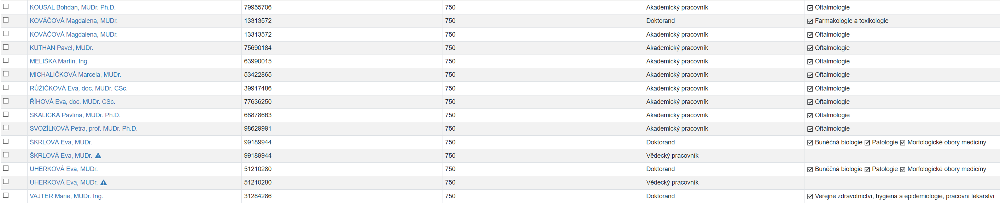 KOUSAL Bohdan, MUDr. Ph.D. 79955706 750 Akademický pracovník Oftalmologie
KOVÁČOVÁ Magdalena, MUDr. 13313572 750 Doktorand Farmakologie a toxikologie
KOVÁČOVÁ Magdalena, MUDr. 13313572 750 Akademický pracovník Oftalmologie
KUTHAN Pavel, MUDr. 75690184 750 Akademický pracovník Oftalmologie
MELIŠKA Martin, Ing. 63990015 750 Akademický pracovník Oftalmologie
MICHALIČKOVÁ Marcela, MUDr. 53422865 750 Akademický pracovník Oftalmologie
RŮŽIČKOVÁ Eva, doc. MUDr. CSc. 39917486 750 Akademický pracovník Oftalmologie
ŘÍHOVÁ Eva, doc. MUDr. CSc. 77636250 750 Akademický pracovník Oftalmologie
SKALICKÁ Pavlína, MUDr. Ph.D. 68878663 750 Akademický pracovník Oftalmologie
SVOZÍLKOVÁ Petra, prof. MUDr. Ph.D. 98629991 750 Akademický pracovník Oftalmologie
ŠKRLOVÁ Eva, MUDr. 99189944 750 Doktorand Buněčná biologie Patologie Morfologické obory medicíny
ŠKRLOVÁ Eva, MUDr. 99189944 750 Vědecký pracovník
UHERKOVÁ Eva, MUDr. 51210280 750 Doktorand Buněčná biologie Patologie Morfologické obory medicíny
UHERKOVÁ Eva, MUDr. 51210280 750 Vědecký pracovník
VAJTER Marie, MUDr. Ing. 31284286 750 Doktorand Veřejné zdravotnictví, hygiena a epidemiologie, pracovní lékařství